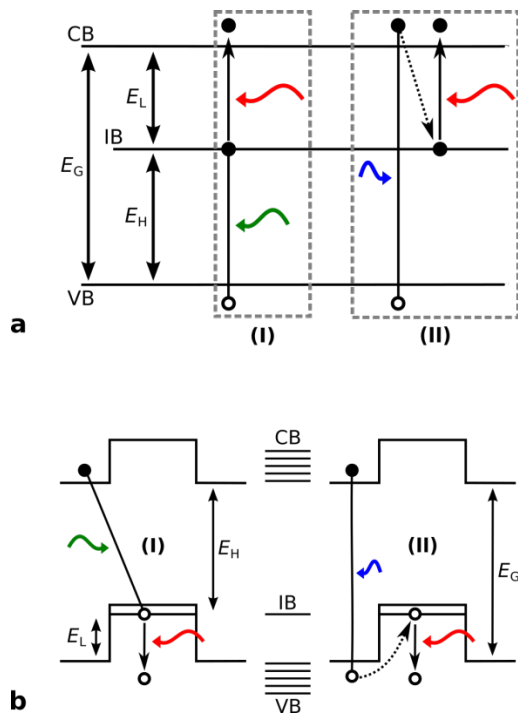 CB
E_L
IB
E_G
E_H
VB
a
(I)
(II)
CB
(I)
E_H
(II)
E_G
IB
E_L
b
VB